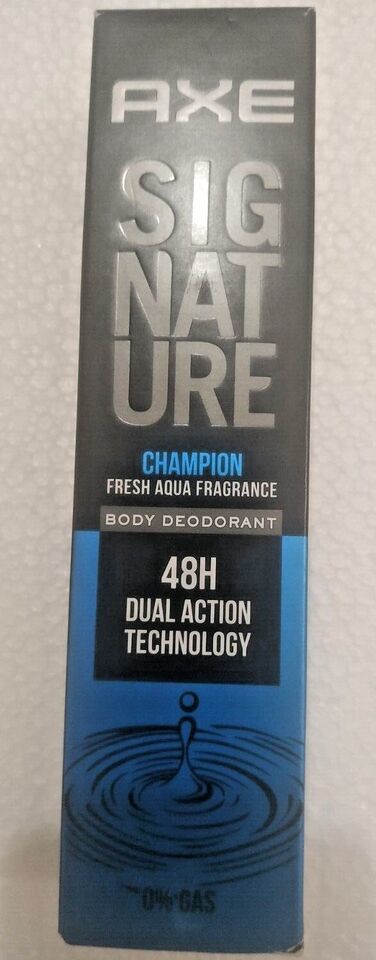 AXE
SIG
NAT
URE
CHAMPION
FRESH AQUA FRAGRANCE
BODY DEODORANT
48H
DUAL ACTION
TECHNOLOGY
0% GAS